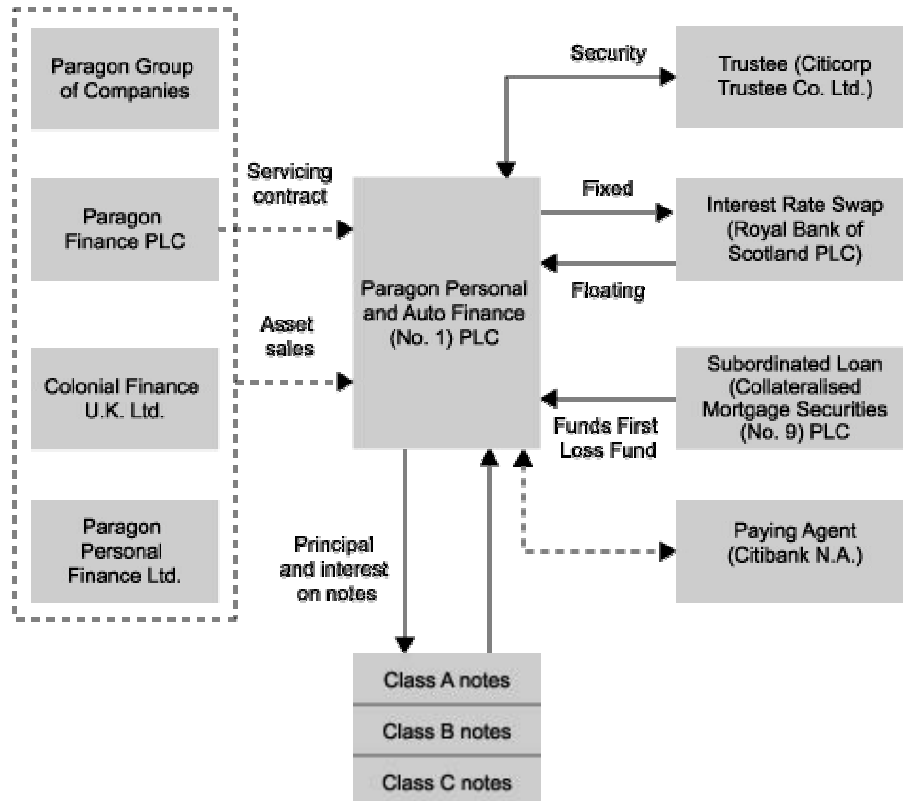 Paragon Group
of Companies
Paragon
Finance PLC
Colonial Finance
U.K. Ltd.
Paragon
Personal
Finance Ltd.
Servicing
contract
Asset
sales
Paragon Personal
and Auto Finance
(No. 1) PLC
Security
Trustee (Citicorp
Trustee Co. Ltd.)
Fixed
Interest Rate Swap
(Royal Bank of
Scotland PLC)
Floating
Subordinated Loan
(Collateralised
Mortgage Securities
(No. 9) PLC
Funds First
Loss Fund
Paying Agent
(Citibank N.A.)
Principal
and interest
on notes
Class A notes
Class B notes
Class C notes